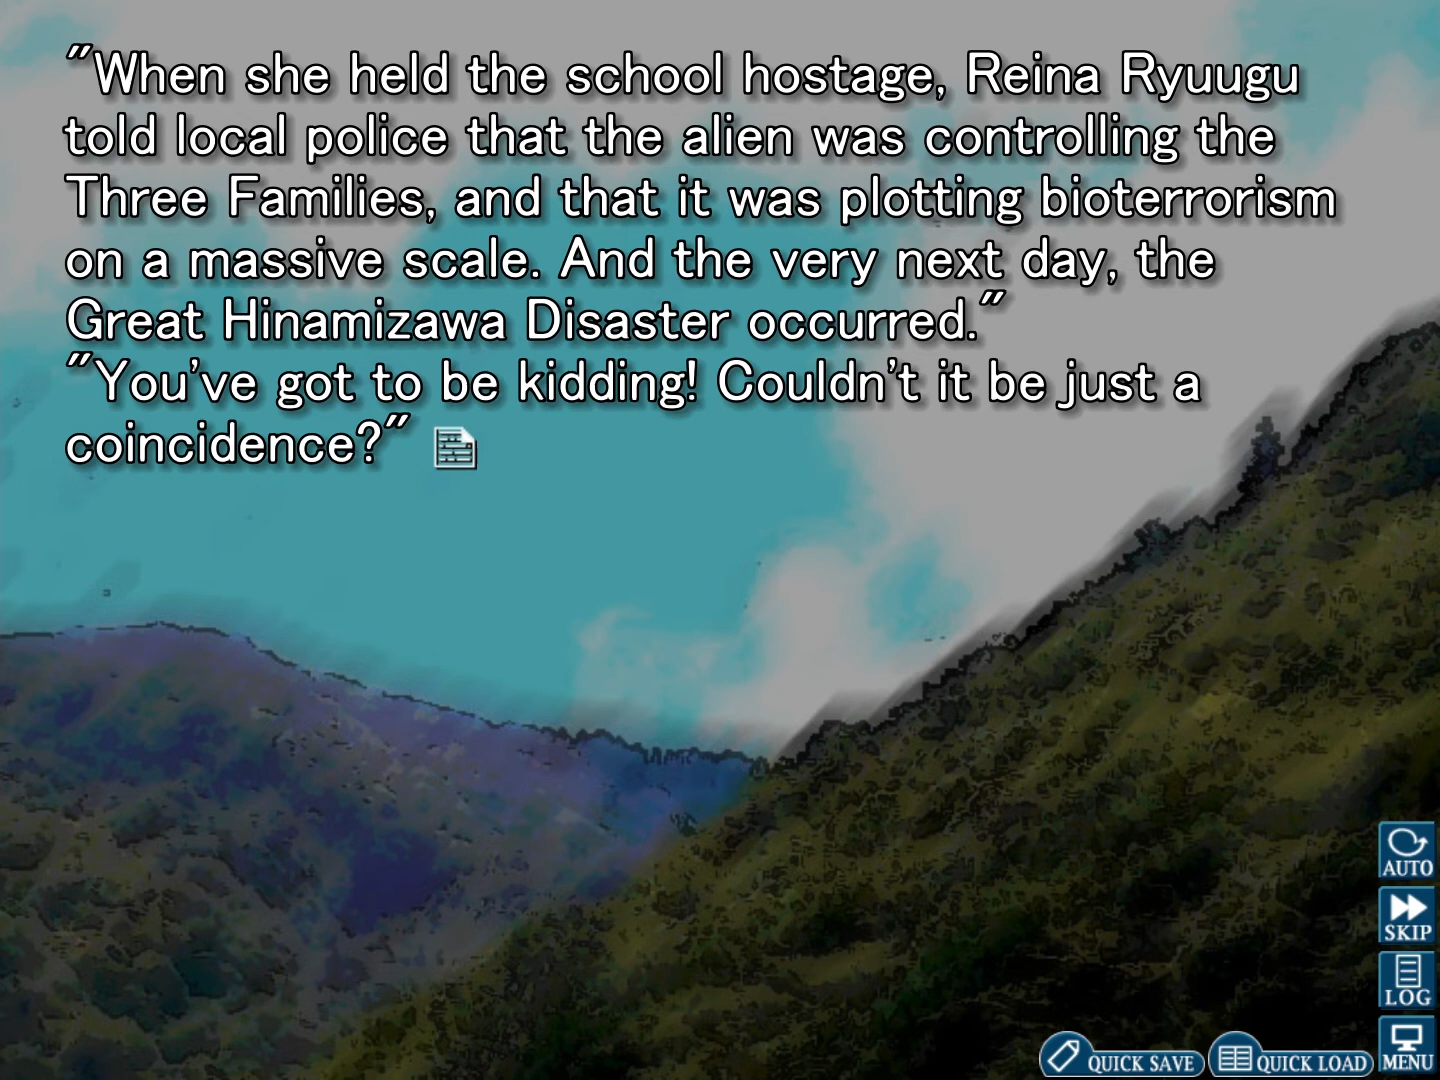 "When she held the school hostage, Reina Ryuugu
told local police that the alien was controlling the
Three Families, and that it was plotting bioterrorism
on a massive scale. And the very next day, the
Great Hinamizawa Disaster occurred."
"You've got to be kidding! Couldn't it be just a
coincidence?"
AUTO
SKIP
LOG
MENU
QUICK SAVE
QUICK LOAD